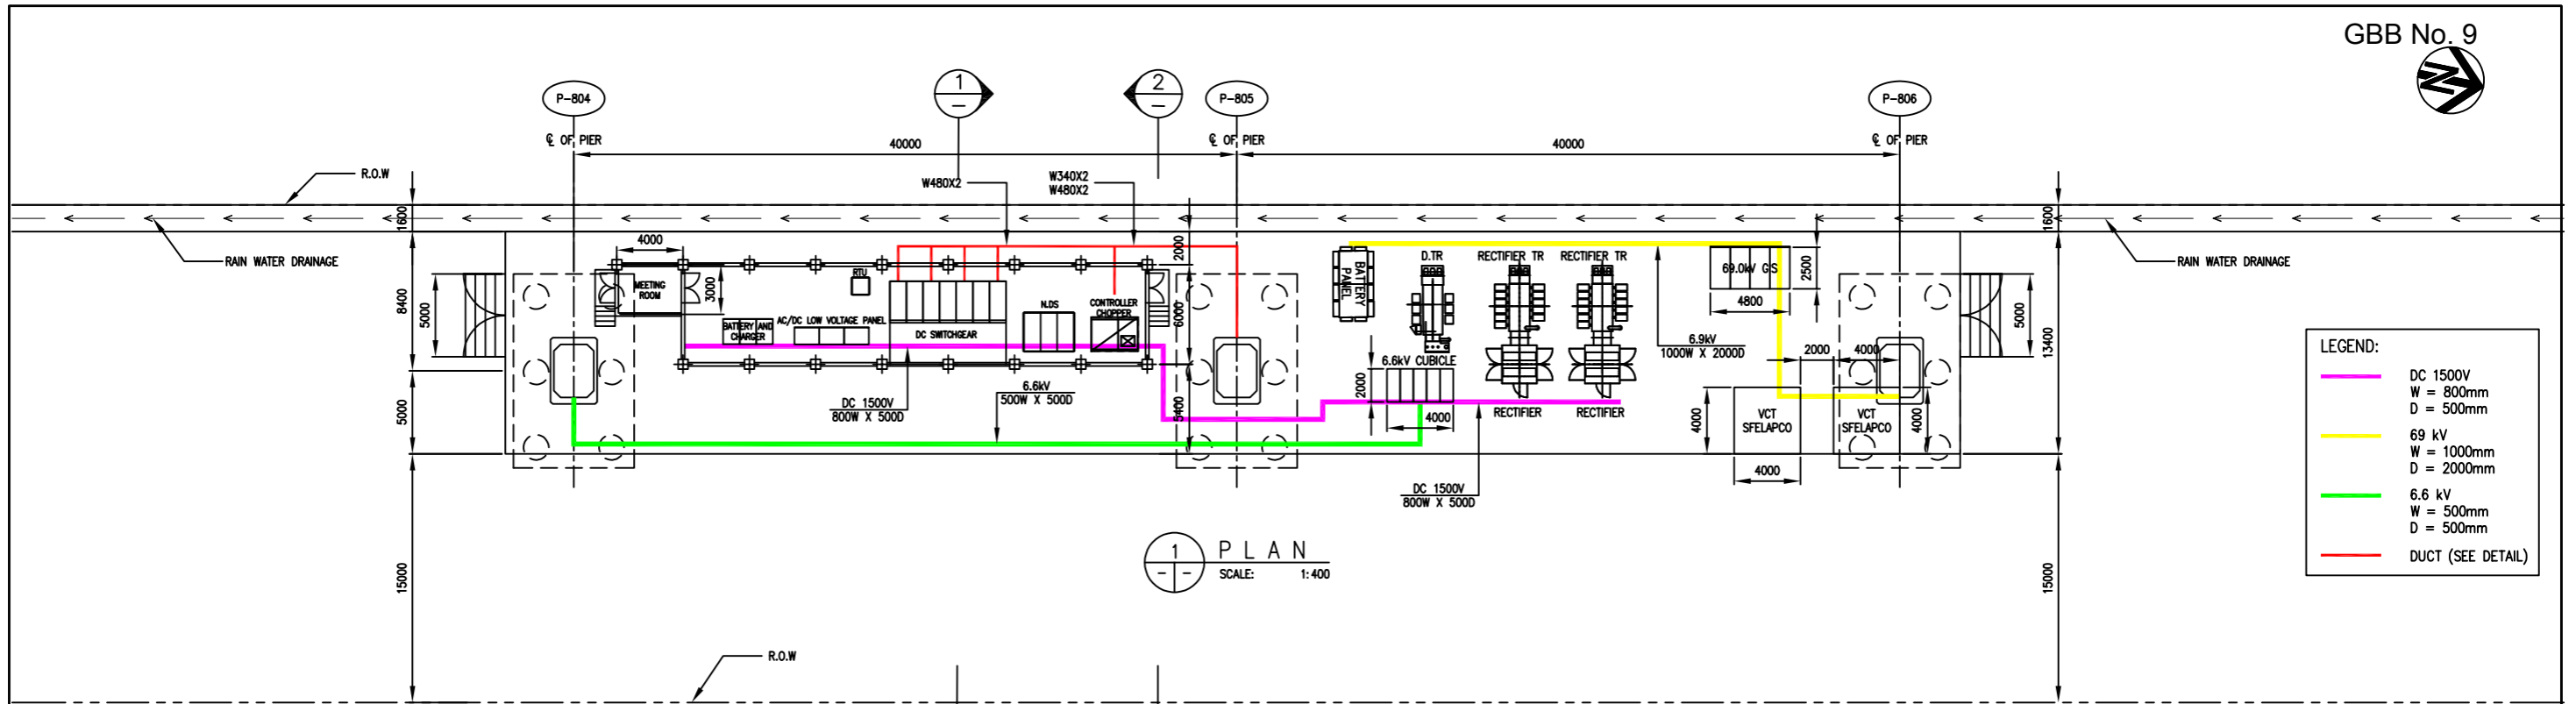 GBB No. 9
N
1
-
2
-
P-804
P-805
P-806
℄ OF PIER
℄ OF PIER
℄ OF PIER
40000
40000
R.O.W
W480X2
W340X2
W480X2
1600
1600
RAIN WATER DRAINAGE
RAIN WATER DRAINAGE
4000
2000
MEETING
ROOM
3000
RTU
BATTERY AND
CHARGER
AC/DC LOW VOLTAGE PANEL
DC SWITCHGEAR
N.DS
CONTROLLER
CHOPPER
6000
8400
5000
5000
BATTERY
PANEL
D.TR
RECTIFIER TR
RECTIFIER TR
69.0kV GIS
2500
4800
5000
13400
6.9kV
1000W X 2000D
2000
4000
6.6kV CUBICLE
2000
4000
RECTIFIER
RECTIFIER
DC 1500V
800W X 500D
6.6kV
500W X 500D
5400
VCT
SFELAPCO
VCT
SFELAPCO
4000
4000
4000
DC 1500V
800W X 500D
LEGEND:
DC 1500V
W = 800mm
D = 500mm
69 kV
W = 1000mm
D = 2000mm
6.6 kV
W = 500mm
D = 500mm
DUCT (SEE DETAIL)
1
- -
PLAN
SCALE: 1:400
15000
15000
R.O.W